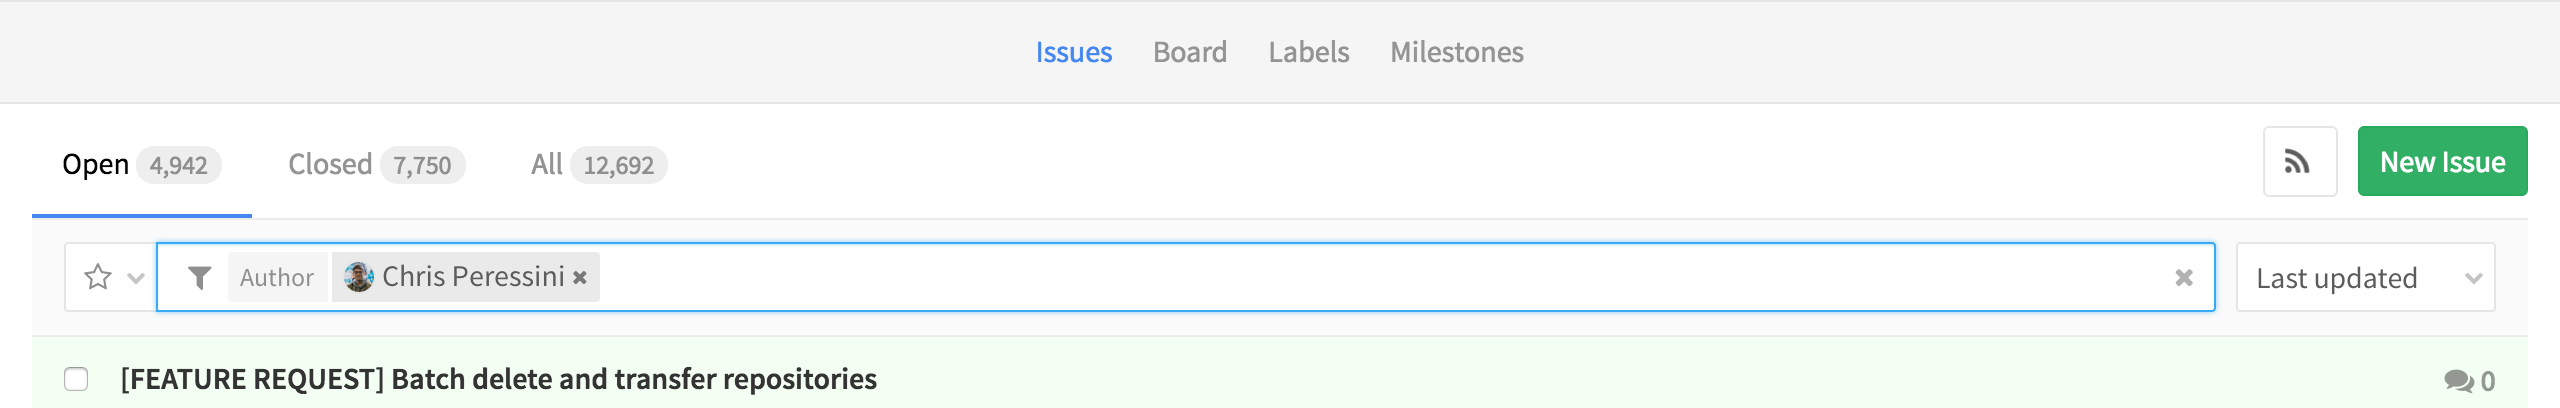 Issues Board Labels Milestones
Open 4,942 Closed 7,750 All 12,692 New Issue
Author Chris Peressini Last updated
[FEATURE REQUEST] Batch delete and transfer repositories 0